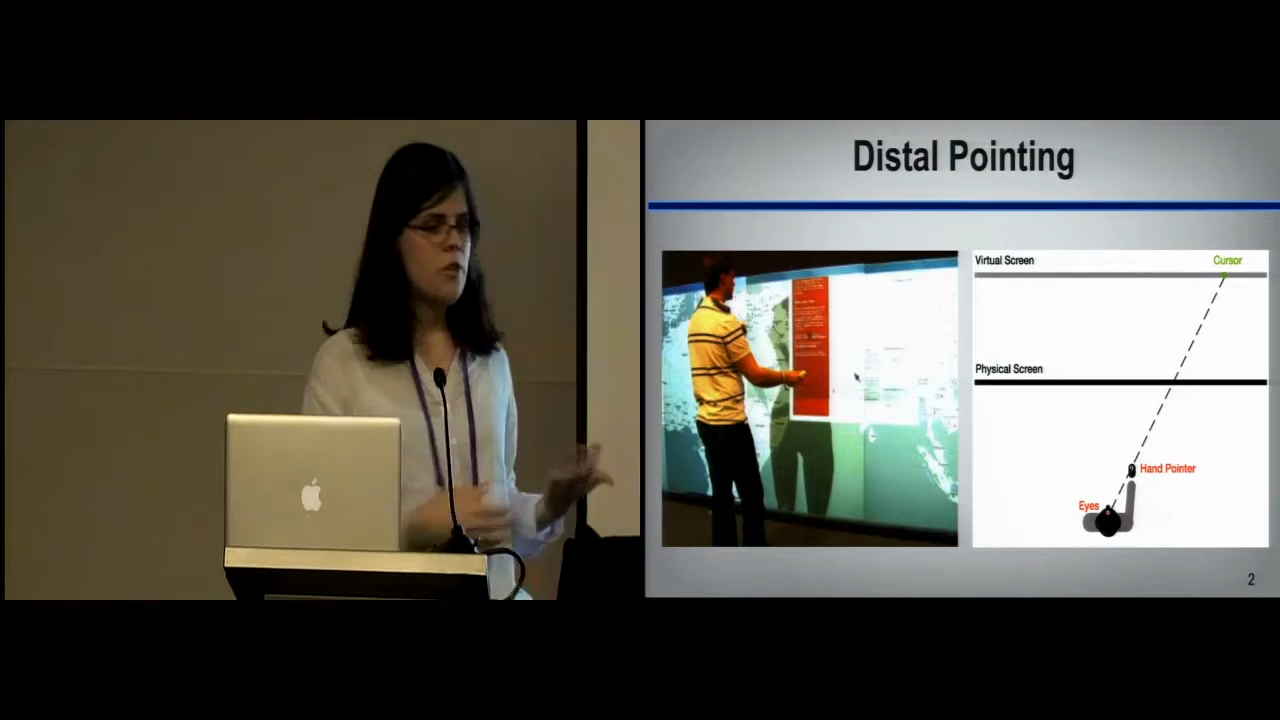 Distal Pointing
Virtual Screen
Cursor
Physical Screen
Hand Pointer
Eyes
2